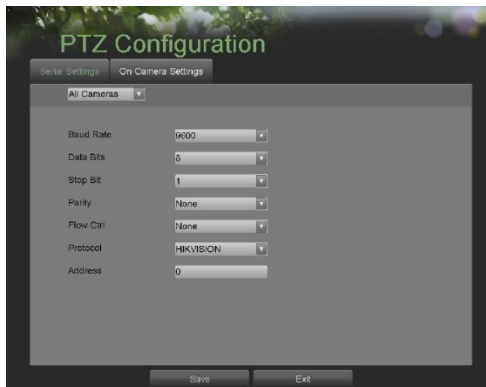 PTZ Configuration
Serial Settings On Camera Settings
All Cameras
Baud Rate 9600
Data Bits 8
Stop Bit 1
Parity None
Flow Ctrl None
Protocol HIKVISION
Address 0
Save Exit